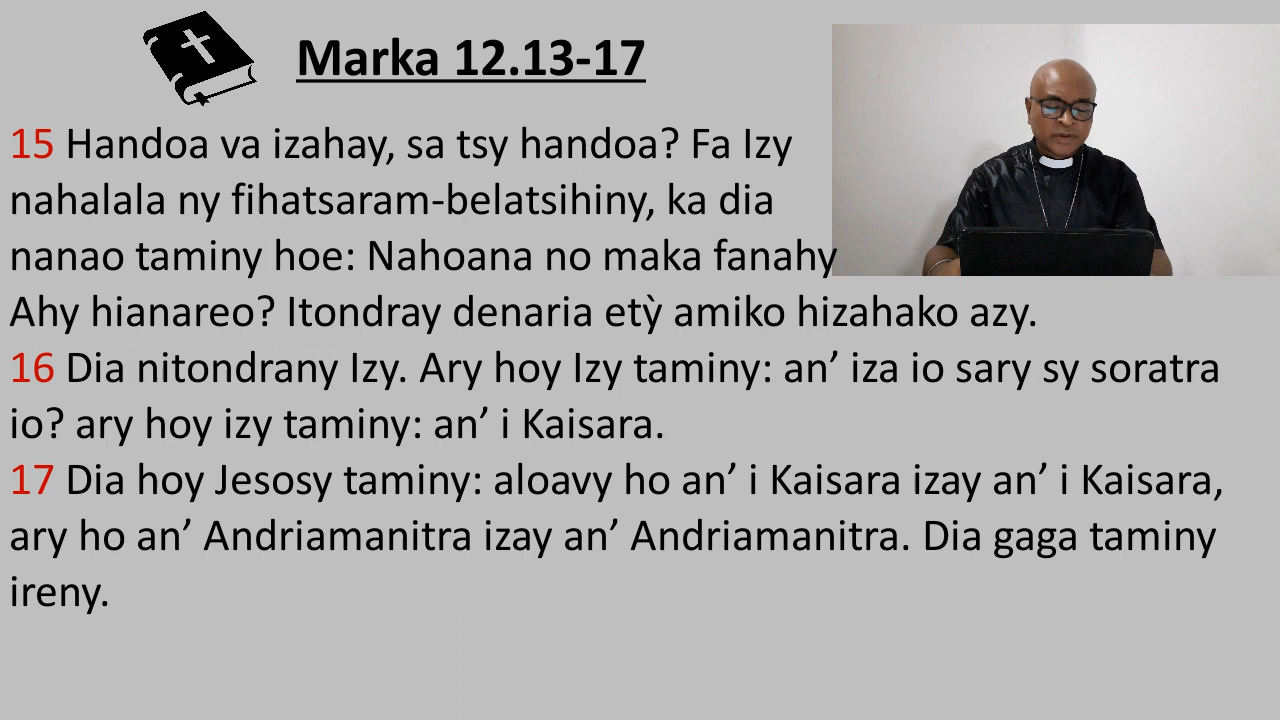 Marka 12.13-17
15 Handoa va izahay, sa tsy handoa? Fa Izy
nahalala ny fihatsaram-belatsihiny, ka dia
nanao taminy hoe: Nahoana no maka fanahy
Ahy hianareo? Itondray denaria etỳ amiko hizahako azy.
16 Dia nitondrany Izy. Ary hoy Izy taminy: an’ iza io sary sy soratra
io? ary hoy izy taminy: an’ i Kaisara.
17 Dia hoy Jesosy taminy: aloavy ho an’ i Kaisara izay an’ i Kaisara,
ary ho an’ Andriamanitra izay an’ Andriamanitra. Dia gaga taminy
ireny.